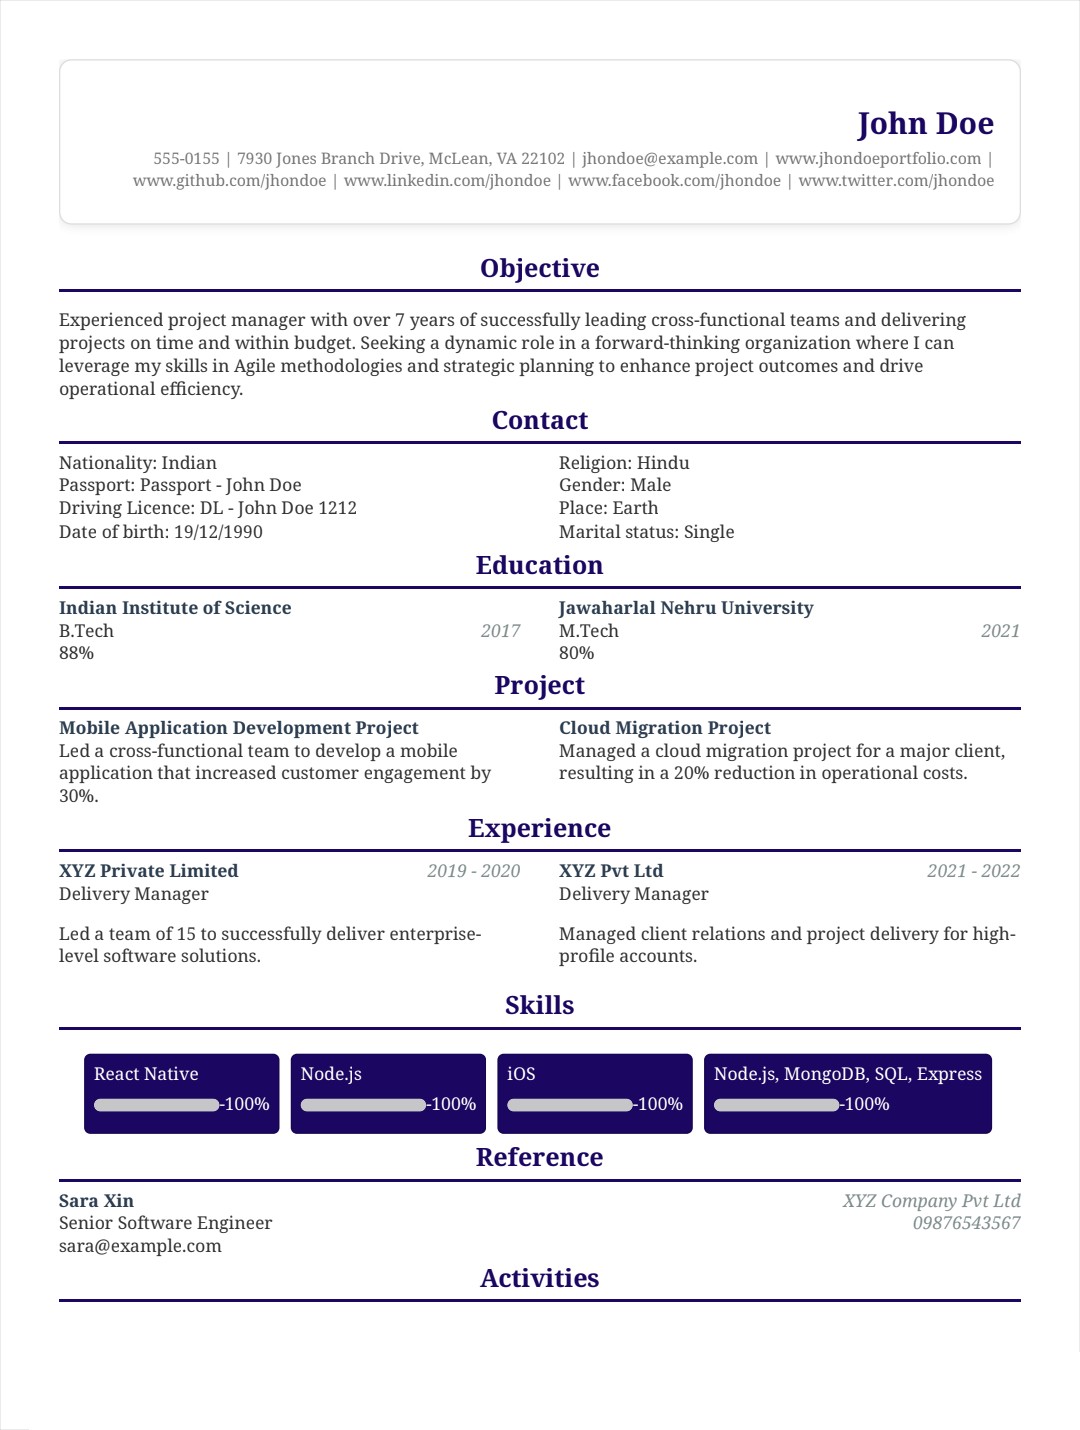 John Doe
555-0155 | 7930 Jones Branch Drive, McLean, VA 22102 | jhondoe@example.com | www.jhondoeportfolio.com |
www.github.com/jhondoe | www.linkedin.com/jhondoe | www.facebook.com/jhondoe | www.twitter.com/jhondoe
Objective
Experienced project manager with over 7 years of successfully leading cross-functional teams and delivering
projects on time and within budget. Seeking a dynamic role in a forward-thinking organization where I can
leverage my skills in Agile methodologies and strategic planning to enhance project outcomes and drive
operational efficiency.
Contact
Nationality: Indian
Passport: Passport - John Doe
Driving Licence: DL - John Doe 1212
Date of birth: 19/12/1990
Religion: Hindu
Gender: Male
Place: Earth
Marital status: Single
Education
Indian Institute of Science
B.Tech 2017
88%
Jawaharlal Nehru University
M.Tech 2021
80%
Project
Mobile Application Development Project
Led a cross-functional team to develop a mobile
application that increased customer engagement by
30%.
Cloud Migration Project
Managed a cloud migration project for a major client,
resulting in a 20% reduction in operational costs.
Experience
XYZ Private Limited 2019 - 2020
Delivery Manager
Led a team of 15 to successfully deliver enterprise-
level software solutions.
XYZ Pvt Ltd 2021 - 2022
Delivery Manager
Managed client relations and project delivery for high-
profile accounts.
Skills
React Native
-100%
Node.js
-100%
iOS
-100%
Node.js, MongoDB, SQL, Express
-100%
Reference
Sara Xin XYZ Company Pvt Ltd
Senior Software Engineer 09876543567
sara@example.com
Activities